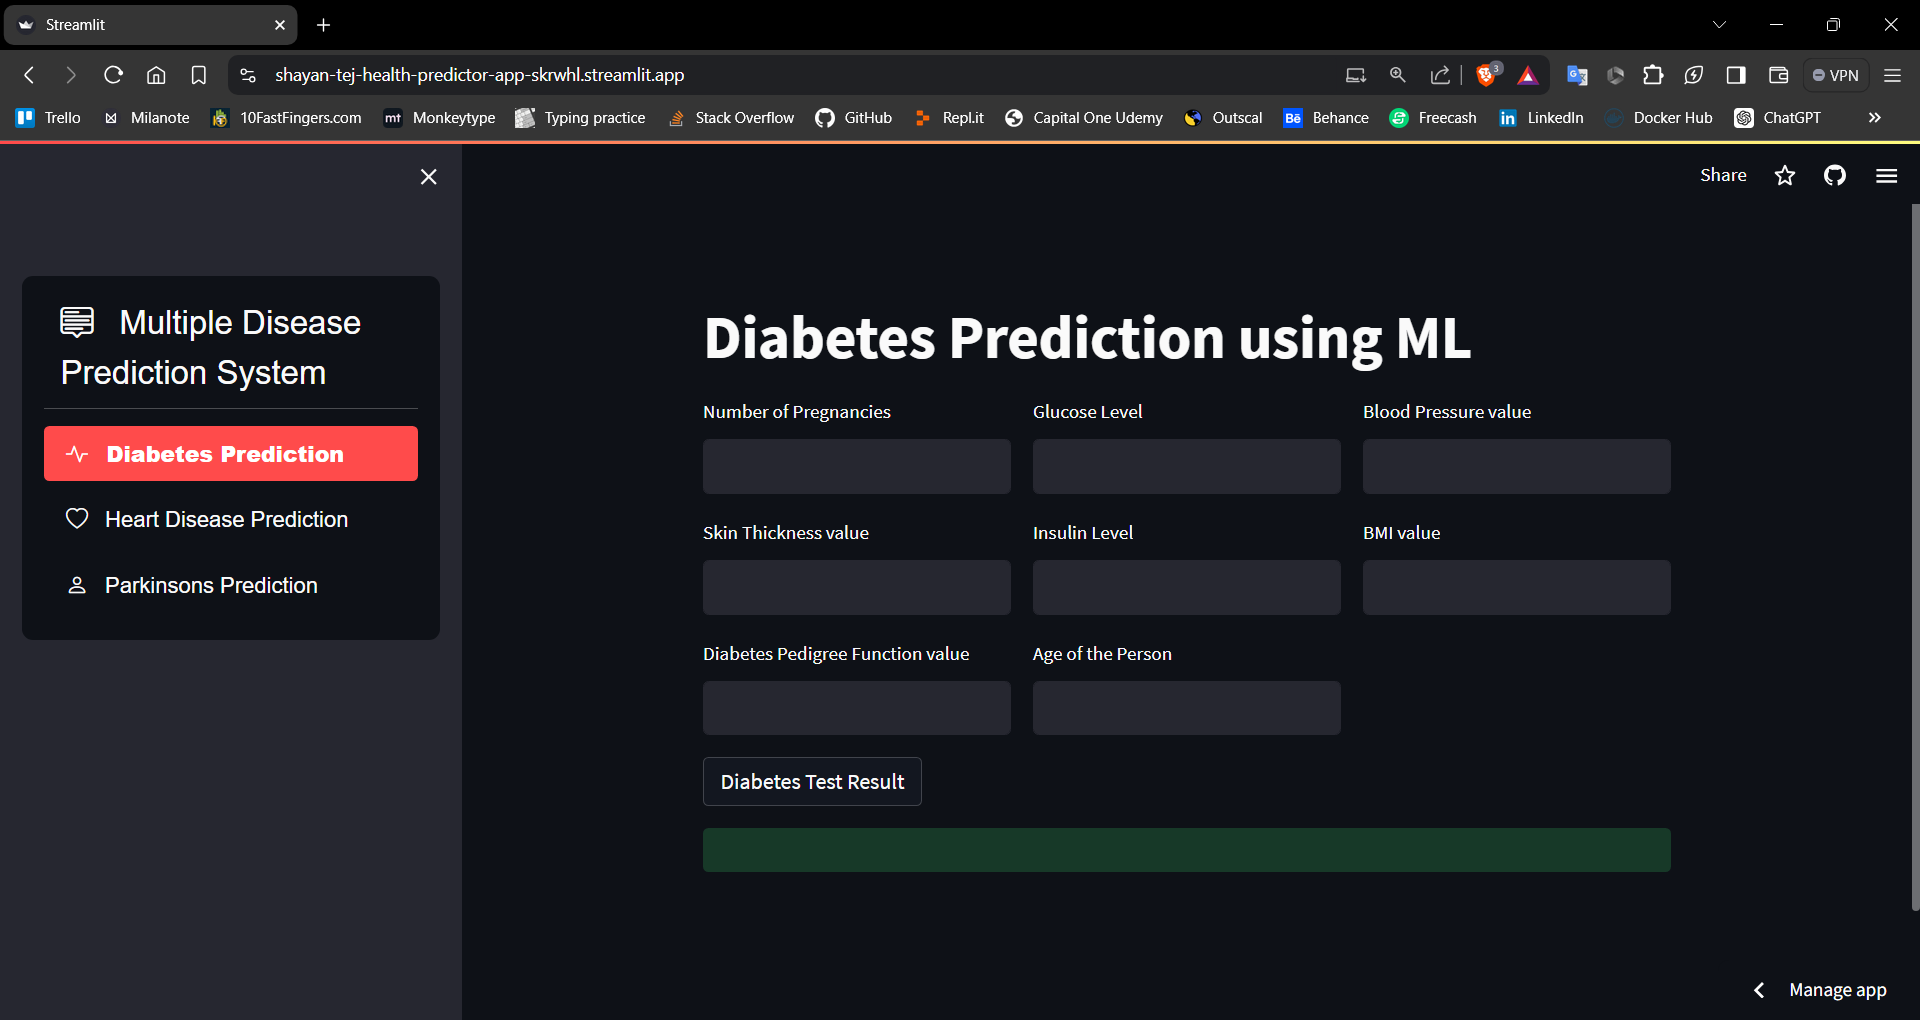 Streamlit
shayan-tej-health-predictor-app-skrwhl.streamlit.app
3
VPN
Trello
Milanote
10FastFingers.com
mt Monkeytype
Typing practice
Stack Overflow
GitHub
Repl.it
Capital One Udemy
Outscal
Bē Behance
Freecash
in LinkedIn
Docker Hub
ChatGPT
Share
Multiple Disease
Prediction System
Diabetes Prediction
Heart Disease Prediction
Parkinsons Prediction
Diabetes Prediction using ML
Number of Pregnancies
Glucose Level
Blood Pressure value
Skin Thickness value
Insulin Level
BMI value
Diabetes Pedigree Function value
Age of the Person
Diabetes Test Result
Manage app